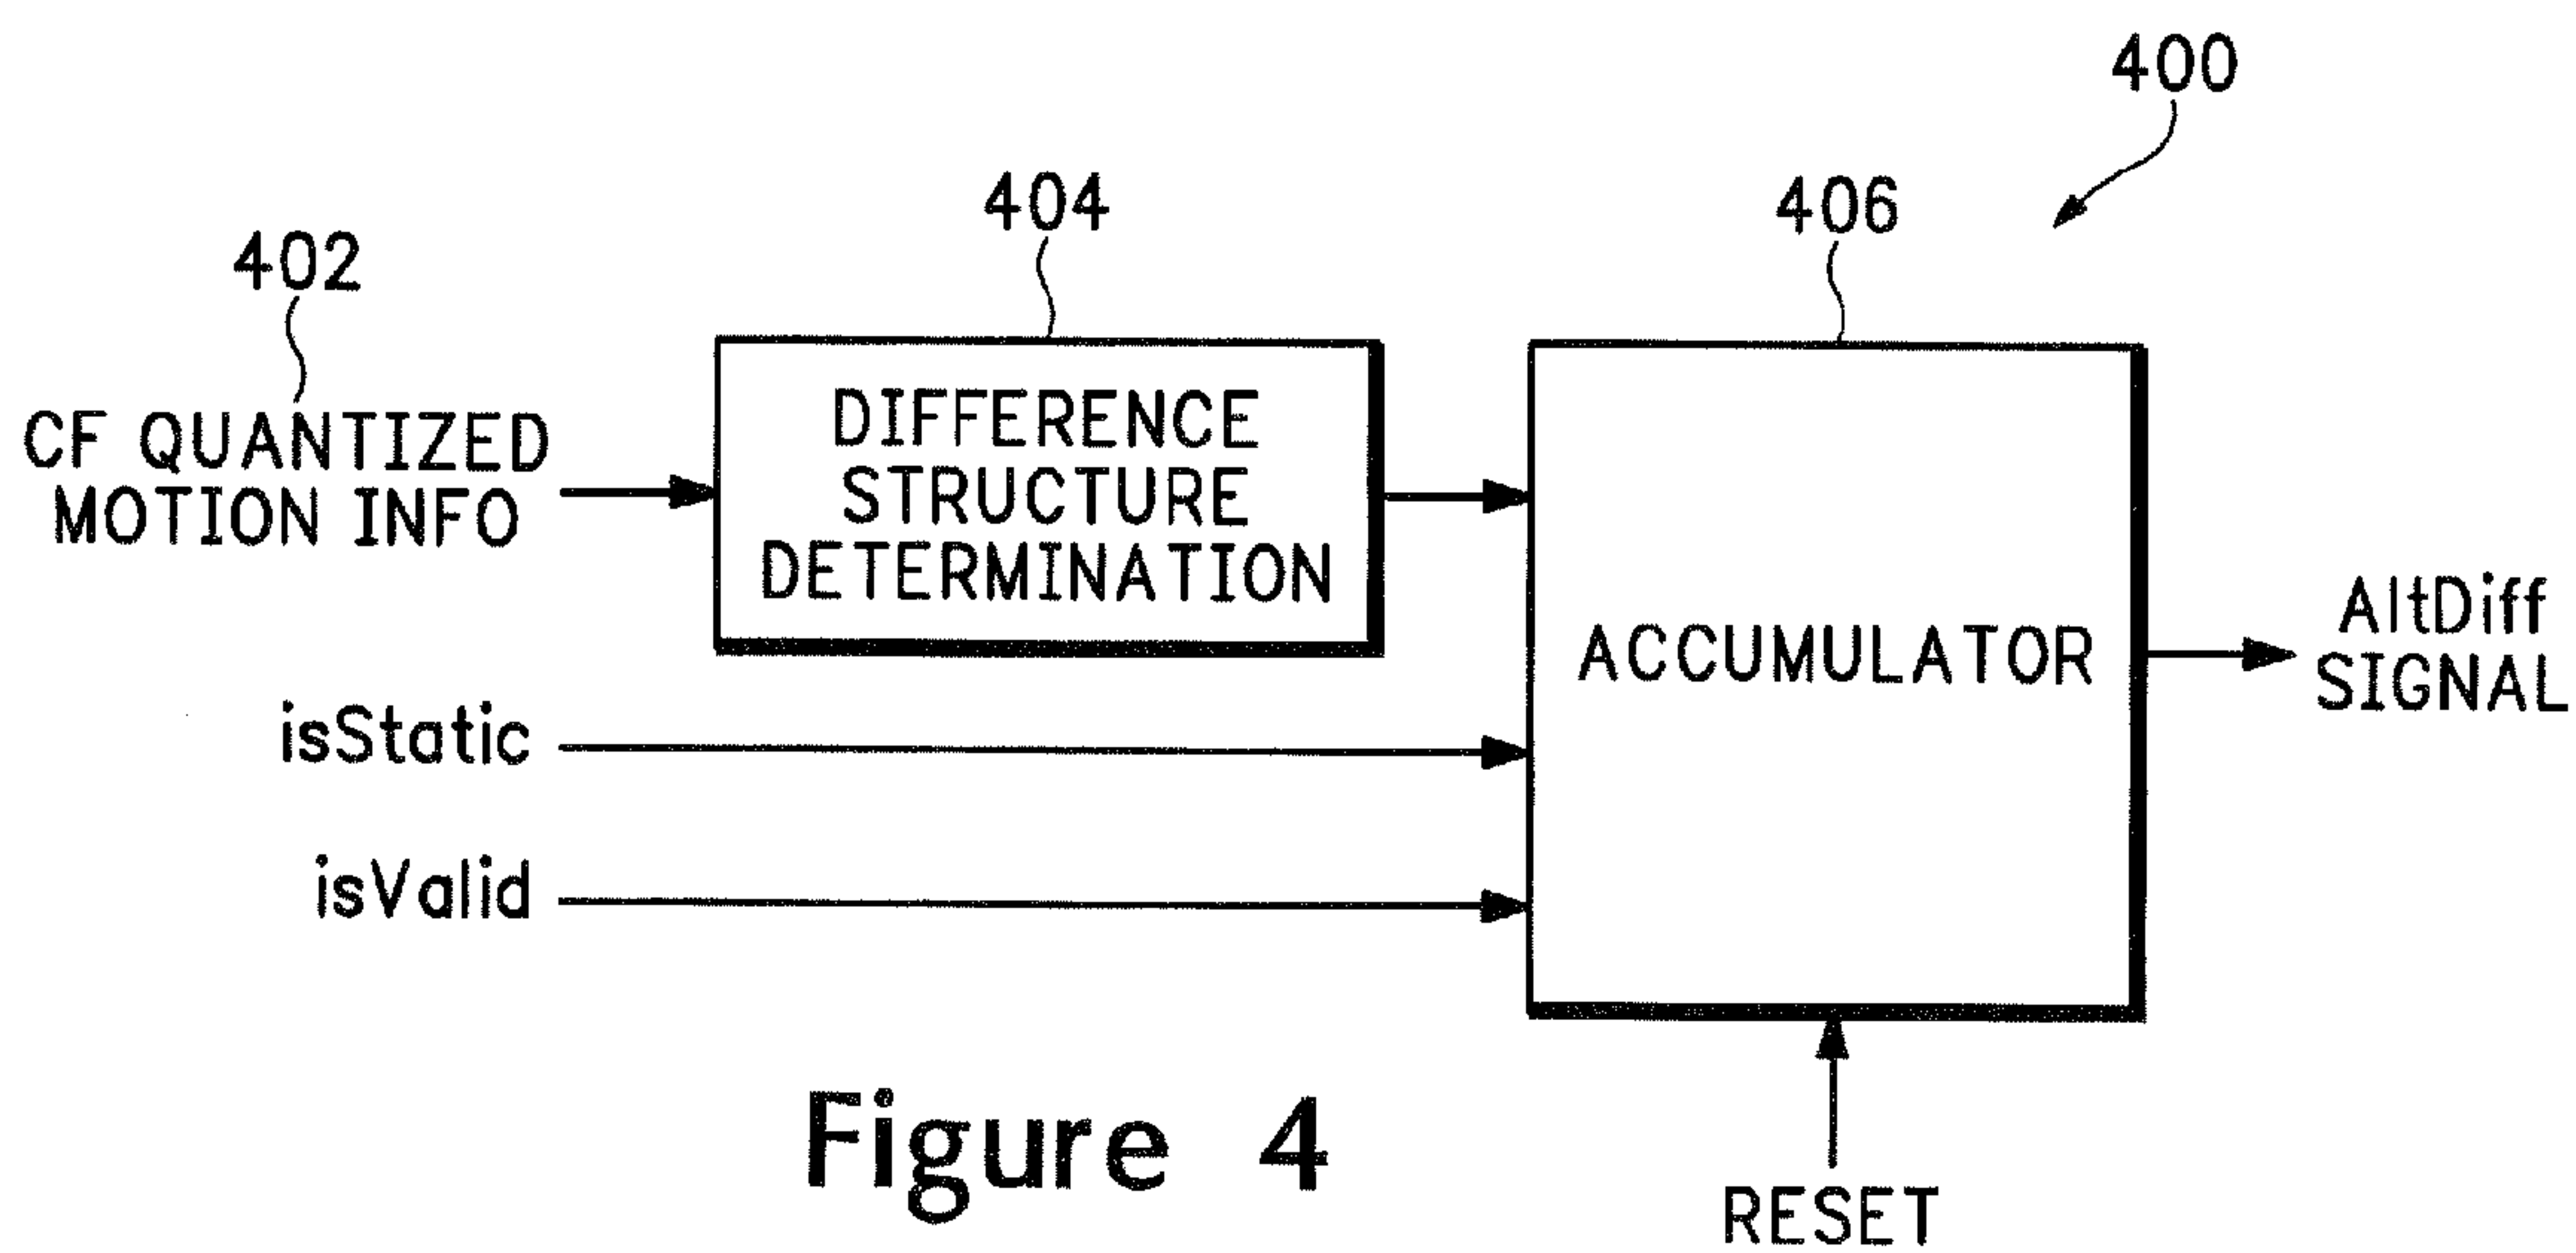 400
404
406
402
CF QUANTIZED
MOTION INFO
DIFFERENCE
STRUCTURE
DETERMINATION
ACCUMULATOR
AltDiff
SIGNAL
isStatic
isValid
RESET
Figure 4